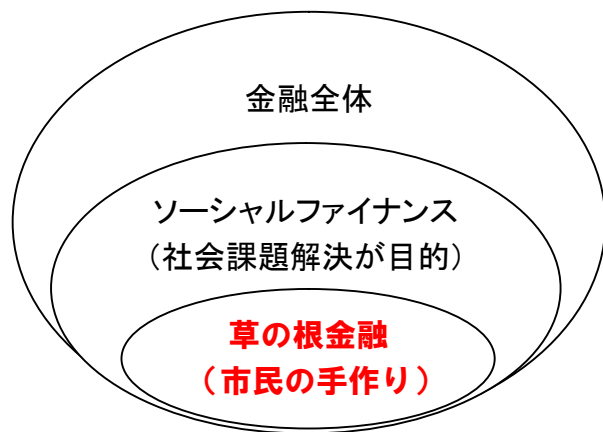 金融全体
ソーシャルファイナンス
（社会課題解決が目的）
草の根金融
（市民の手作り）